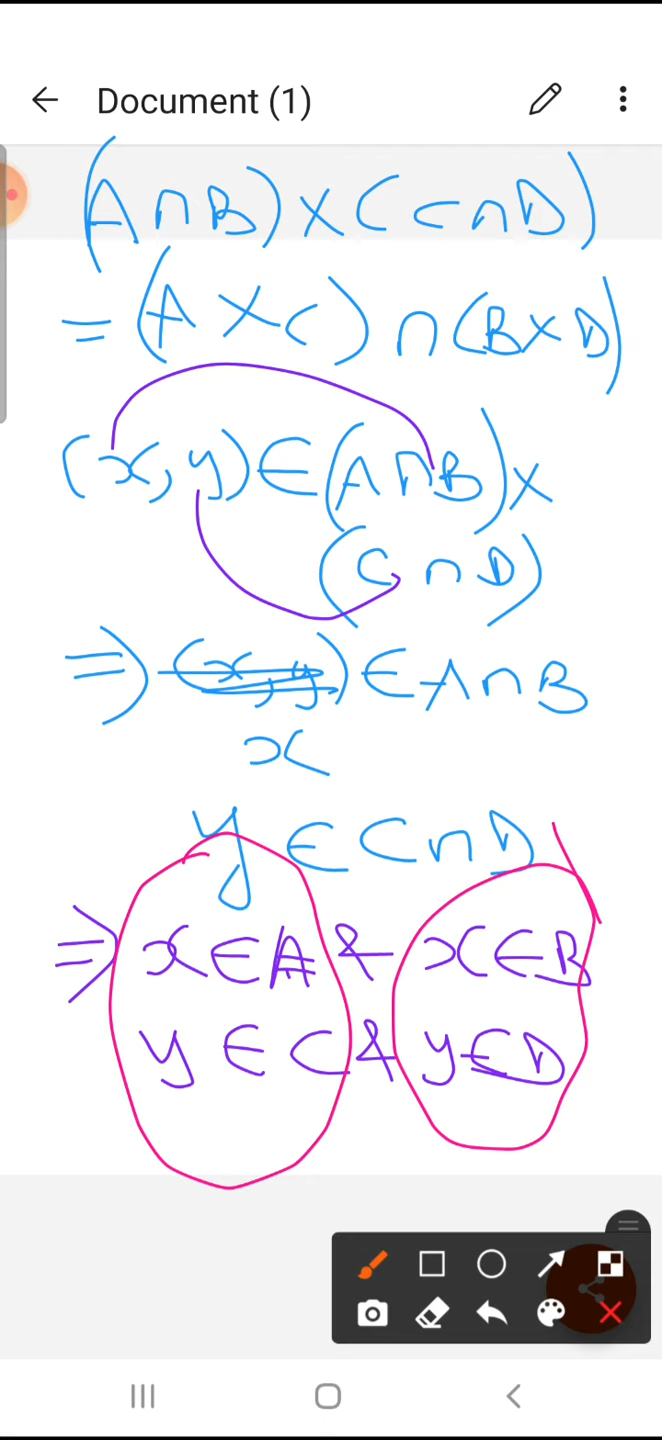 Document (1)
(A∩B)×(C∩D)
=(A×C)∩(B×D)
(x,y)∈(A∩B)×
(C∩D)
⇒(x,y)∈A∩B
x
y∈C∩D
⇒x∈A & x∈B
y∈C & y∈D